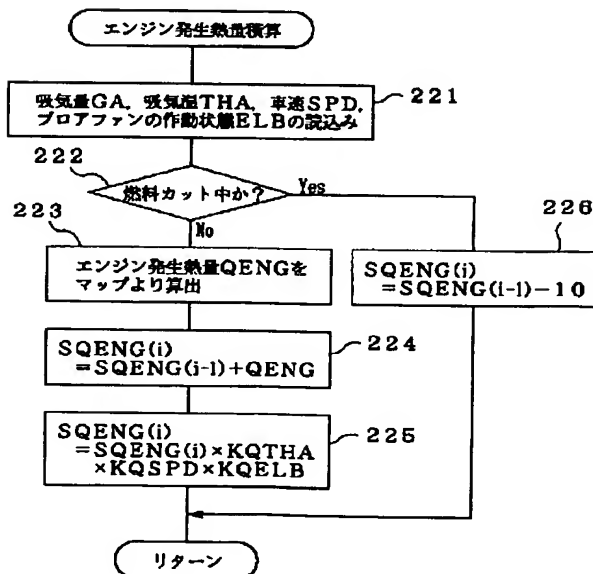 エンジン発生熱量積算
吸気量GA, 吸気温THA, 車速SPD,
ブロアファンの作動状態ELBの読込み
221
222
燃料カット中か?
Yes
No
223
エンジン発生熱量QENGを
マップより算出
226
SQENG(i)
=SQENG(i-1)-10
SQENG(i)
=SQENG(i-1)+QENG
224
SQENG(i)
=SQENG(i)×KQTHA
×KQSPD×KQELB
225
リターン